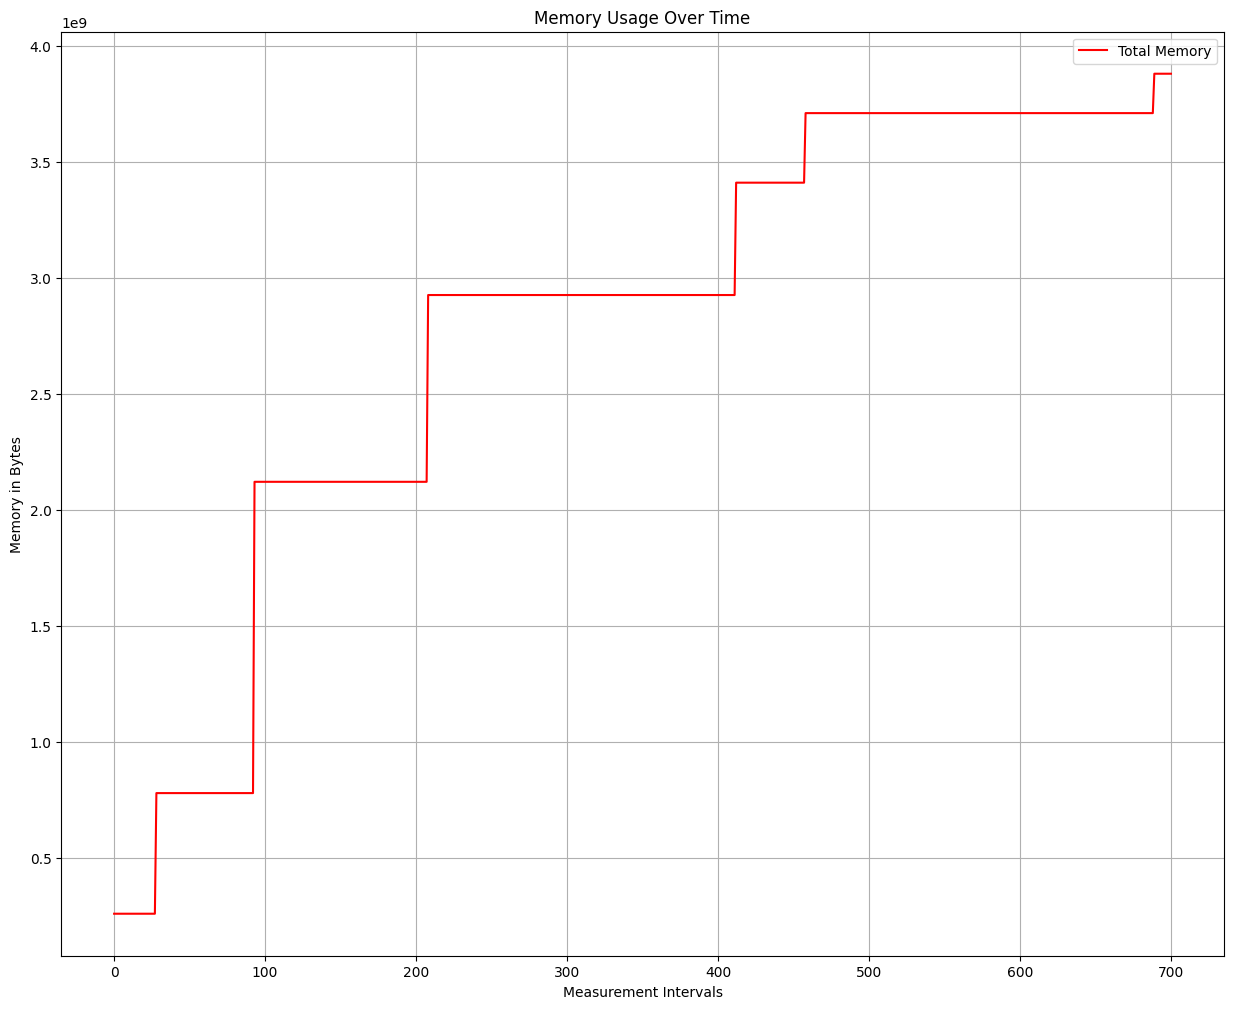 Memory Usage Over Time
1e9
Total Memory
4.0
3.5
3.0
2.5
2.0
1.5
1.0
0.5
Memory in Bytes
0 100 200 300 400 500 600 700
Measurement Intervals